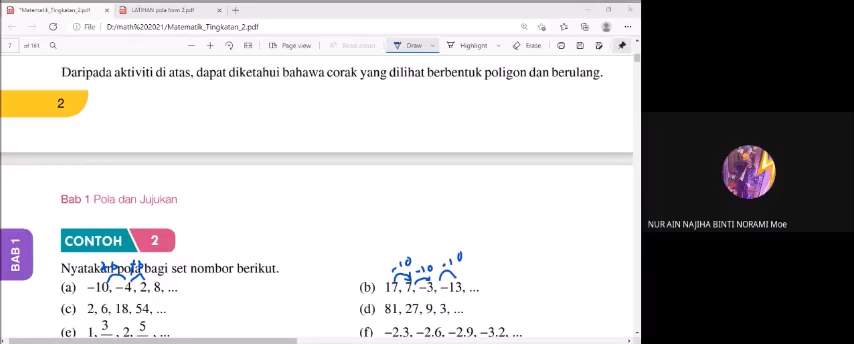 *Matematik_Tingkatan_2.pdf
LATIHAN pola form 2.pdf
File
D:/math%202021/Matematik_Tingkatan_2.pdf
7 of 161
Page view
Read aloud
Draw
Highlight
Erase
Daripada aktiviti di atas, dapat diketahui bahawa corak yang dilihat berbentuk poligon dan berulang.
2
Bab 1 Pola dan Jujukan
BAB 1
CONTOH 2
-10 -10 -10
Nyatakan pola bagi set nombor berikut.
(a) −10, −4, 2, 8, ... (b) 17, 7, −3, −13, ...
(c) 2, 6, 18, 54, ... (d) 81, 27, 9, 3, ...
(e) 1, 3 , 2, 5 , ... (f) −2.3, −2.6, −2.9, −3.2, ...
NUR AIN NAJIHA BINTI NORAMI Moe